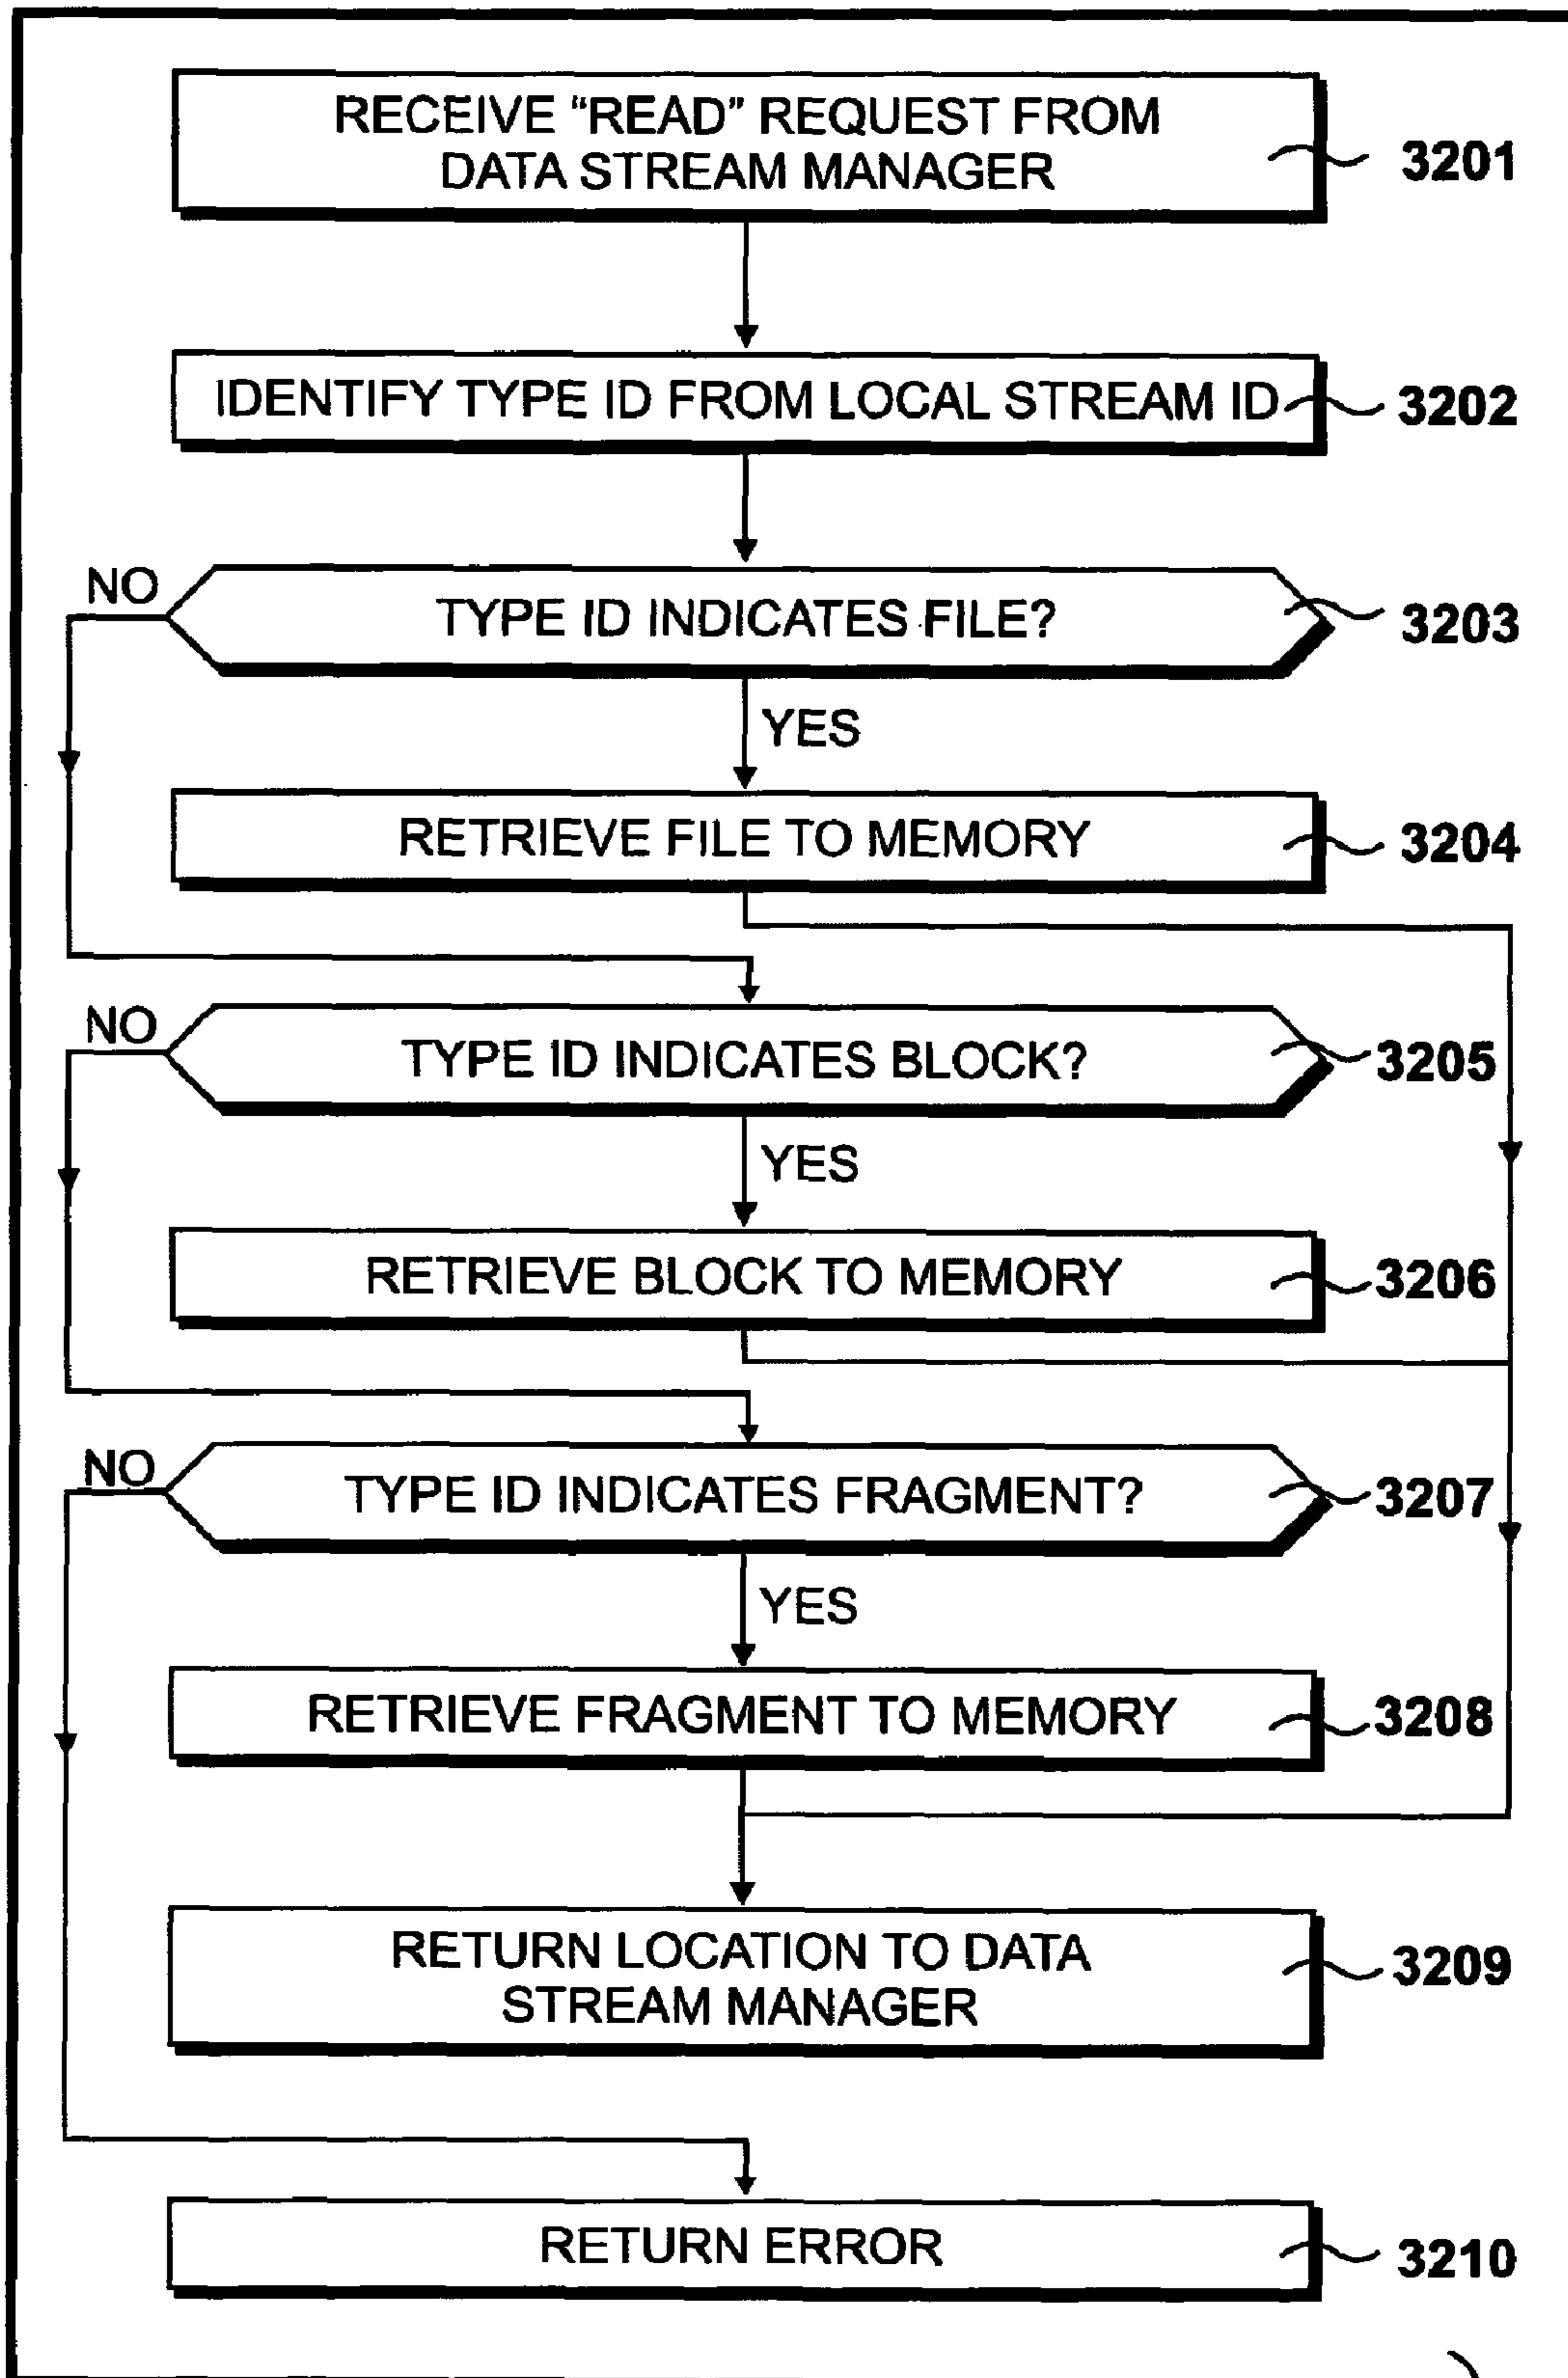 RECEIVE “READ” REQUEST FROM
DATA STREAM MANAGER
3201
IDENTIFY TYPE ID FROM LOCAL STREAM ID
3202
NO
TYPE ID INDICATES FILE?
3203
YES
RETRIEVE FILE TO MEMORY
3204
NO
TYPE ID INDICATES BLOCK?
3205
YES
RETRIEVE BLOCK TO MEMORY
3206
NO
TYPE ID INDICATES FRAGMENT?
3207
YES
RETRIEVE FRAGMENT TO MEMORY
3208
RETURN LOCATION TO DATA
STREAM MANAGER
3209
RETURN ERROR
3210